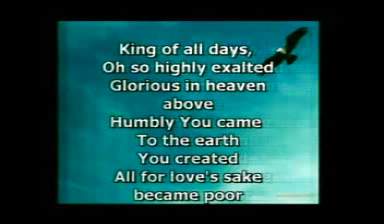 King of all days,
Oh so highly exalted
Glorious in heaven
above
Humbly You came
To the earth
You created
All for love's sake
became poor